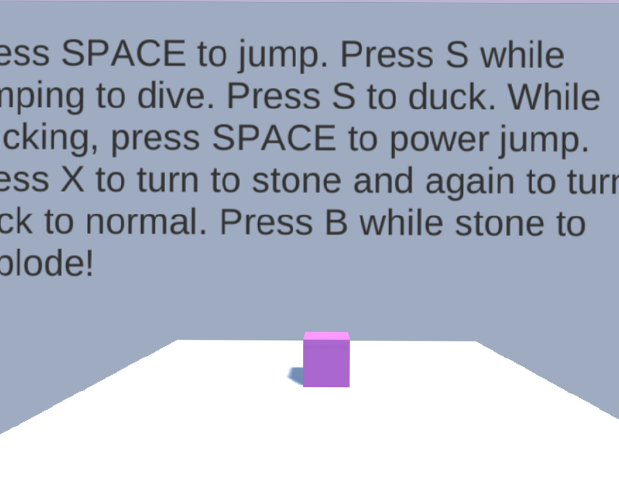 ess SPACE to jump. Press S while
mping to dive. Press S to duck. While
cking, press SPACE to power jump.
ess X to turn to stone and again to turn
ck to normal. Press B while stone to
plode!